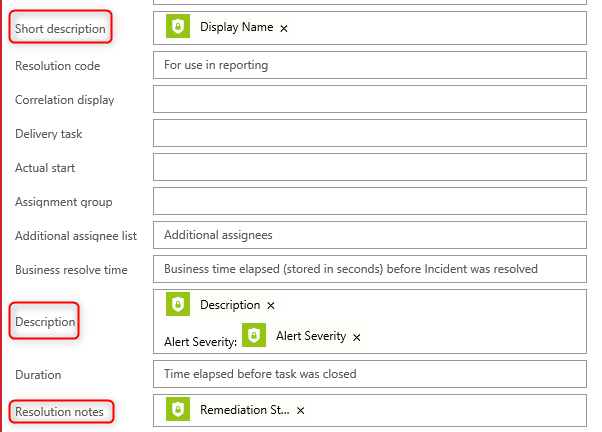 Short description Display Name ×
Resolution code For use in reporting
Correlation display
Delivery task
Actual start
Assignment group
Additional assignee list Additional assignees
Business resolve time Business time elapsed (stored in seconds) before Incident was resolved
Description Description ×
Alert Severity: Alert Severity ×
Duration Time elapsed before task was closed
Resolution notes Remediation St... ×